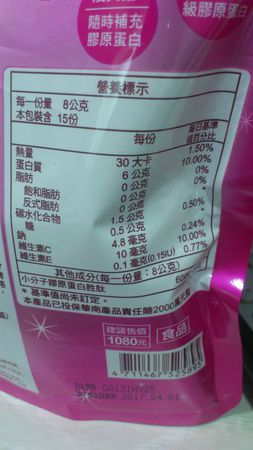 隨時補充
膠原蛋白
級膠原蛋白
營養標示
每一份量 8公克
本包裝含 15份
每份 每日基準值百分比
熱量 30 大卡 1.50%
蛋白質 6 公克 10.00%
脂肪 0 公克
飽和脂肪 0 公克
反式脂肪 0 公克
碳水化合物 1.5 公克 0.50%
糖 0.5 公克 *
鈉 4.8 毫克 0.24%
維生素C 10 毫克 10.00%
維生素E 0.1 毫克(0.15IU) 0.77%
其他成分(每一份量:8公克)
小分子膠原蛋白胜肽
* 基準值尚未訂定。
本產品已投保華南產品責任險2000萬元整
建議售價
1080元
食品
4 711467 525895
2017.04.01